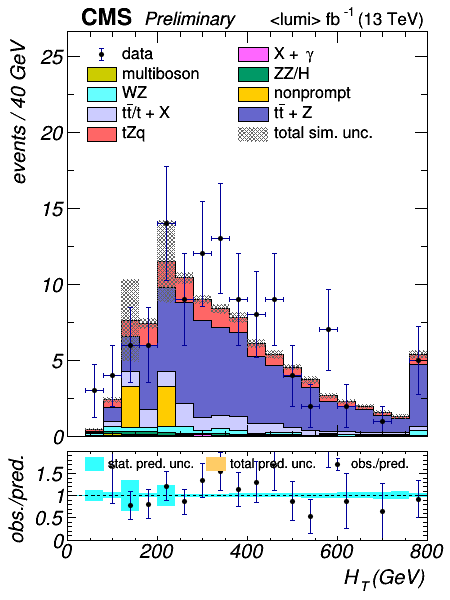 CMS Preliminary <lumi> fb⁻¹ (13 TeV)
events / 40 GeV
25
20
15
10
5
0
data
multiboson
WZ
tt̄/t + X
tZq
X + γ
ZZ/H
nonprompt
tt̄ + Z
total sim. unc.
obs./pred.
1.5
1
0.5
0
stat. pred. unc. total pred. unc. obs./pred.
0 200 400 600 800
H_T(GeV)